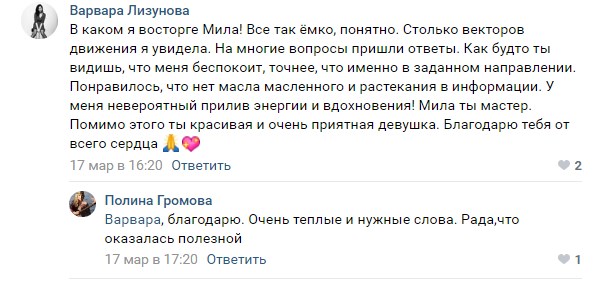 Варвара Лизунова
В каком я восторге Мила! Все так ёмко, понятно. Столько векторов
движения я увидела. На многие вопросы пришли ответы. Как будто ты
видишь, что меня беспокоит, точнее, что именно в заданном направлении.
Понравилось, что нет масла масленного и растекания в информации. У
меня невероятный прилив энергии и вдохновения! Мила ты мастер.
Помимо этого ты красивая и очень приятная девушка. Благодарю тебя от
всего сердца 🙏💖
17 мар в 16:20 Ответить 2
Полина Громова
Варвара, благодарю. Очень теплые и нужные слова. Рада,что
оказалась полезной
17 мар в 17:20 Ответить 1